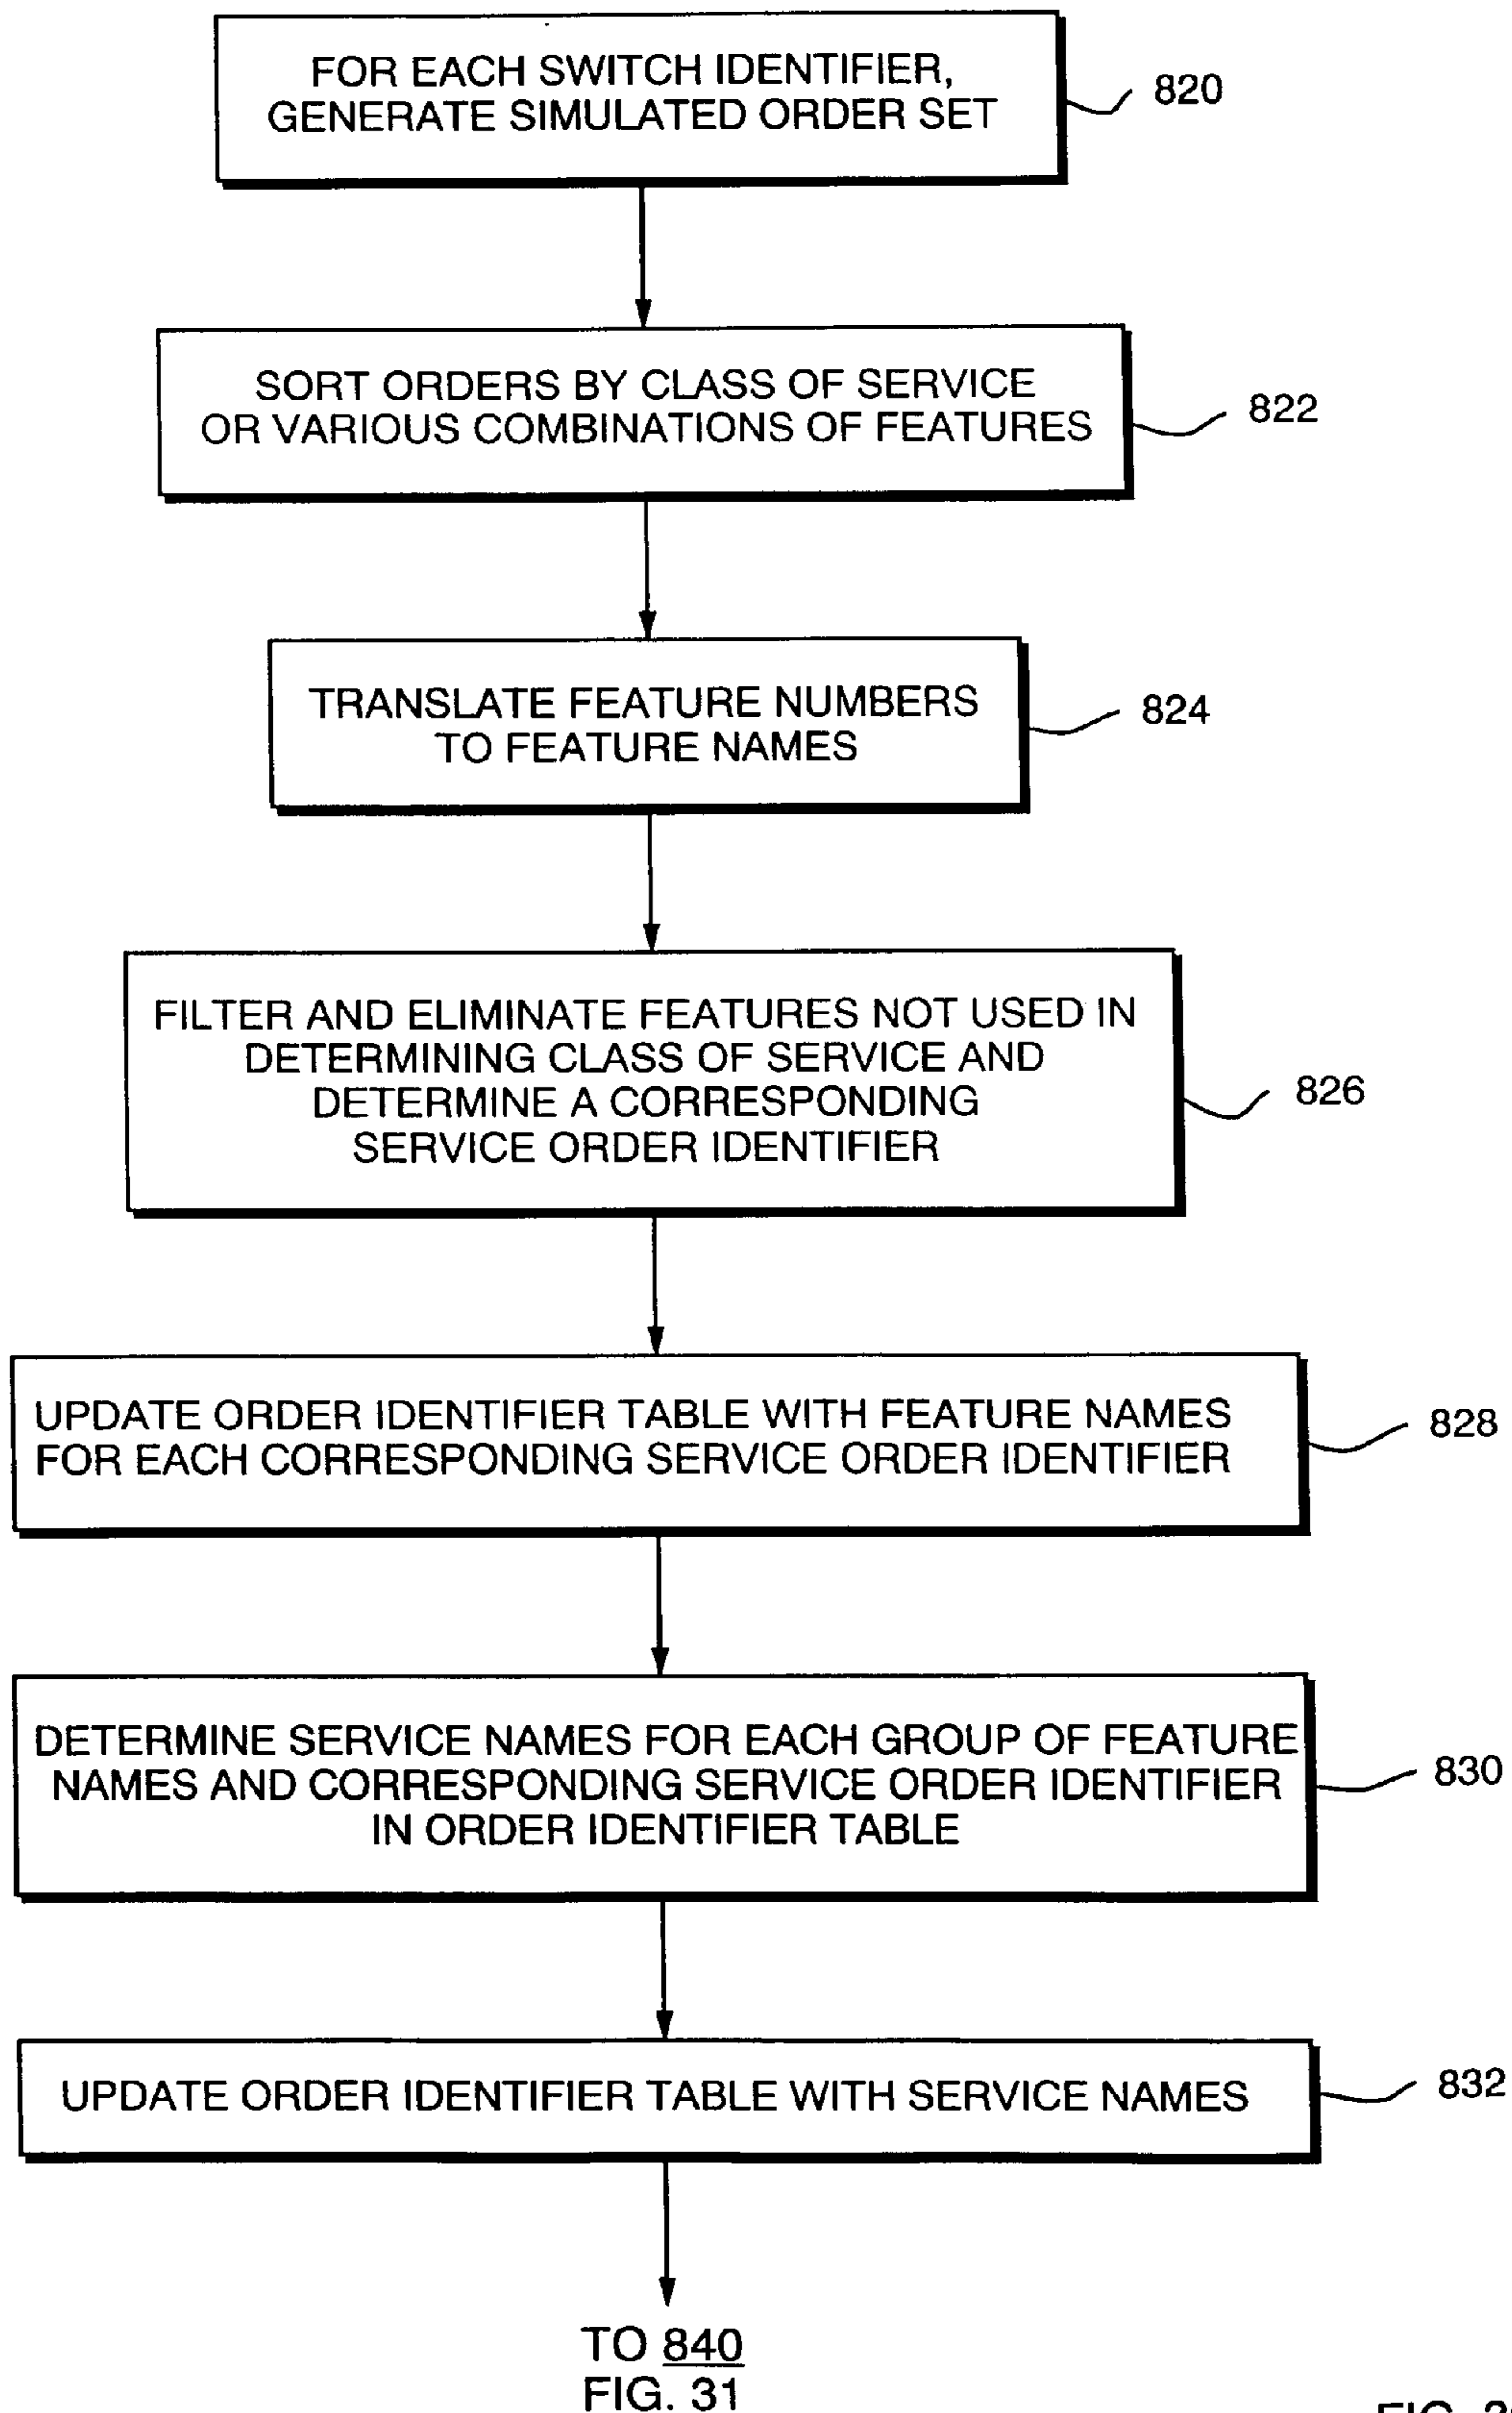 FOR EACH SWITCH IDENTIFIER,
GENERATE SIMULATED ORDER SET
820
SORT ORDERS BY CLASS OF SERVICE
OR VARIOUS COMBINATIONS OF FEATURES
822
TRANSLATE FEATURE NUMBERS
TO FEATURE NAMES
824
FILTER AND ELIMINATE FEATURES NOT USED IN
DETERMINING CLASS OF SERVICE AND
DETERMINE A CORRESPONDING
SERVICE ORDER IDENTIFIER
826
UPDATE ORDER IDENTIFIER TABLE WITH FEATURE NAMES
FOR EACH CORRESPONDING SERVICE ORDER IDENTIFIER
828
DETERMINE SERVICE NAMES FOR EACH GROUP OF FEATURE
NAMES AND CORRESPONDING SERVICE ORDER IDENTIFIER
IN ORDER IDENTIFIER TABLE
830
UPDATE ORDER IDENTIFIER TABLE WITH SERVICE NAMES
832
TO 840
FIG. 31
FIG.